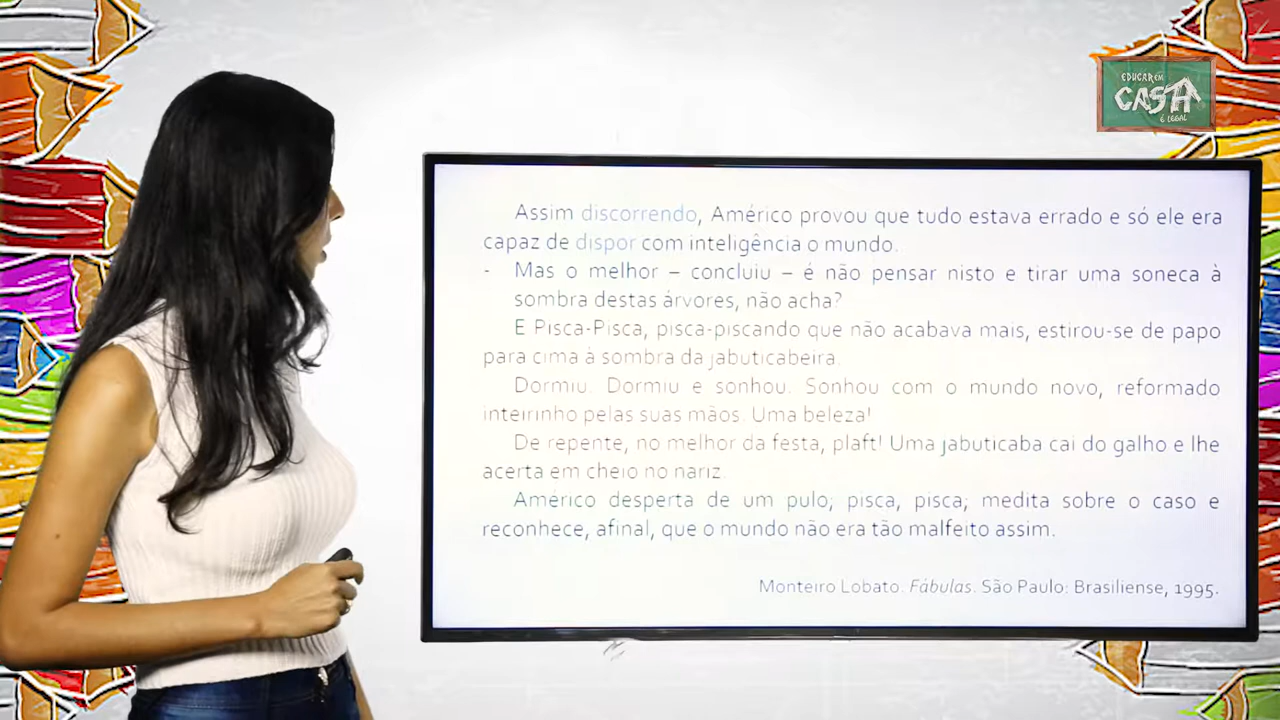 EDUCAR EM
CASA
É LEGAL
Assim discorrendo, Américo provou que tudo estava errado e só ele era
capaz de dispor com inteligência o mundo.
- Mas o melhor – concluiu – é não pensar nisto e tirar uma soneca à
sombra destas árvores, não acha?
E Pisca-Pisca, pisca-piscando que não acabava mais, estirou-se de papo
para cima à sombra da jabuticabeira.
Dormiu. Dormiu e sonhou. Sonhou com o mundo novo, reformado
inteirinho pelas suas mãos. Uma beleza!
De repente, no melhor da festa, plaft! Uma jabuticaba cai do galho e lhe
acerta em cheio no nariz.
Américo desperta de um pulo; pisca, pisca; medita sobre o caso e
reconhece, afinal, que o mundo não era tão malfeito assim.
Monteiro Lobato. Fábulas. São Paulo: Brasiliense, 1995.